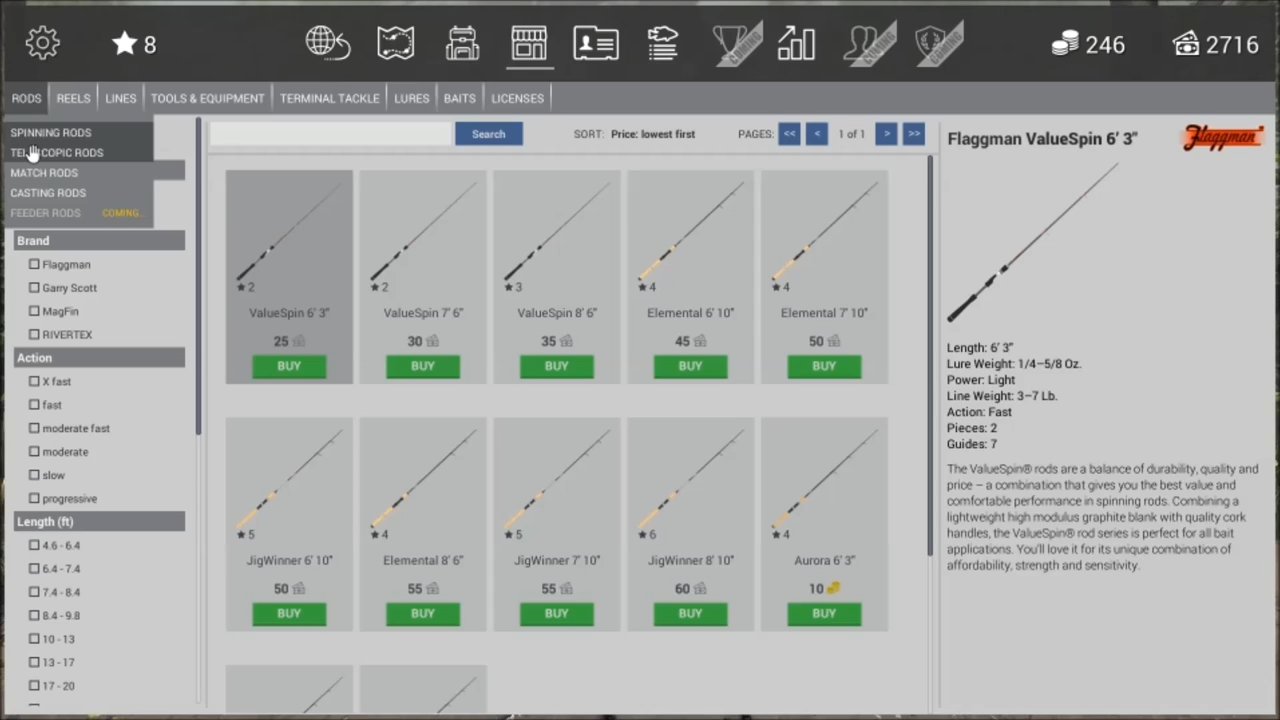 8
COMING
COMING
COMING
246
2716
RODS
REELS
LINES
TOOLS & EQUIPMENT
TERMINAL TACKLE
LURES
BAITS
LICENSES
SPINNING RODS
MATCH RODS
CASTING RODS
FEEDER RODS COMING..
Brand
Flaggman
Garry Scott
MagFin
RIVERTEX
Action
X fast
fast
moderate fast
moderate
slow
progressive
Length (ft)
4.6 - 6.4
6.4 - 7.4
7.4 - 8.4
8.4 - 9.8
10 - 13
13 - 17
17 - 20
Search
SORT: Price: lowest first
PAGES: << < 1 of 1 > >>
2
ValueSpin 6' 3"
25
BUY
2
ValueSpin 7' 6"
30
BUY
3
ValueSpin 8' 6"
35
BUY
4
Elemental 6' 10"
45
BUY
4
Elemental 7' 10"
50
BUY
5
JigWinner 6' 10"
50
BUY
4
Elemental 8' 6"
55
BUY
5
JigWinner 7' 10"
55
BUY
6
JigWinner 8' 10"
60
BUY
4
Aurora 6' 3"
10
BUY
Flaggman ValueSpin 6' 3"
Flaggman
Length: 6' 3"
Lure Weight: 1/4–5/8 Oz.
Power: Light
Line Weight: 3–7 Lb.
Action: Fast
Pieces: 2
Guides: 7
The ValueSpin® rods are a balance of durability, quality and
price – a combination that gives you the best value and
comfortable performance in spinning rods. Combining a
lightweight high modulus graphite blank with quality cork
handles, the ValueSpin® rod series is perfect for all bait
applications. You'll love it for its unique combination of
affordability, strength and sensitivity.